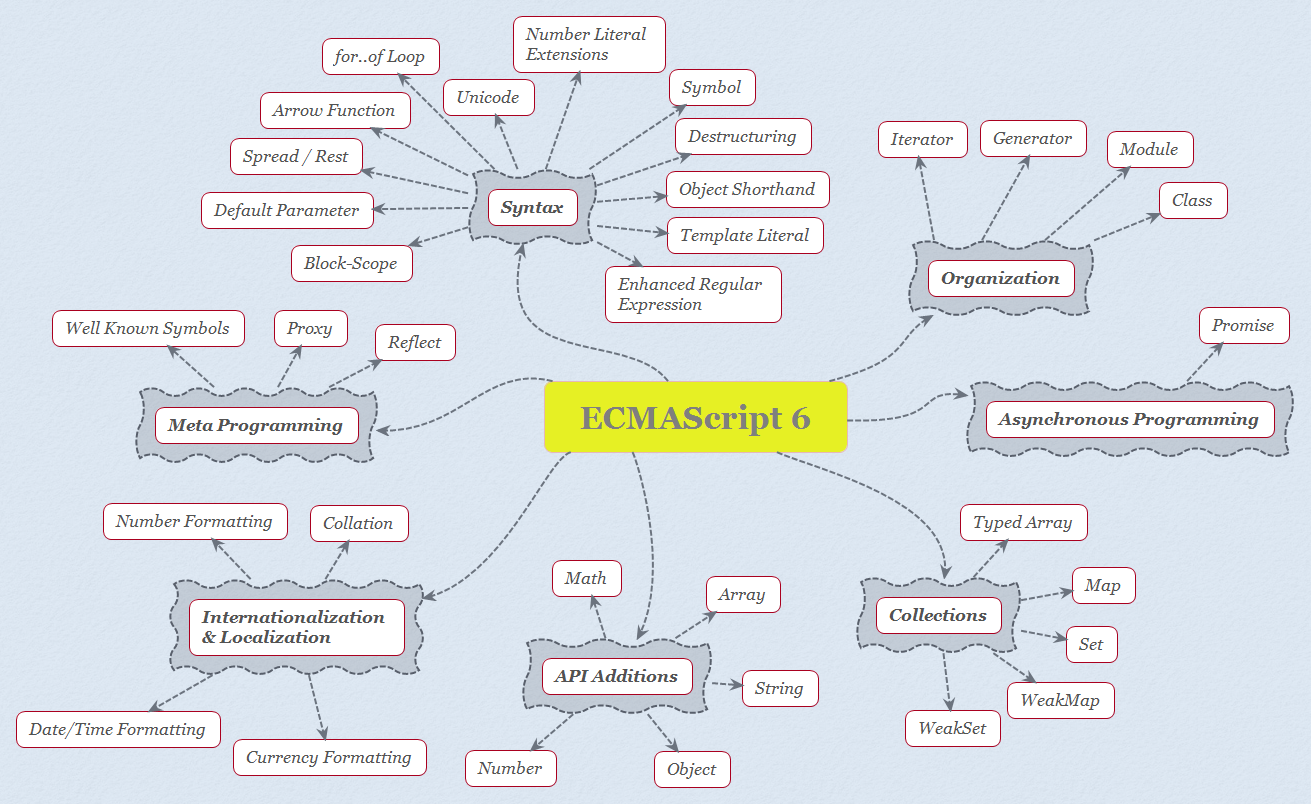 Number Literal
Extensions
for..of Loop
Unicode
Symbol
Arrow Function
Destructuring
Spread / Rest
Object Shorthand
Default Parameter
Syntax
Template Literal
Block-Scope
Enhanced Regular
Expression
Iterator
Generator
Module
Class
Organization
Well Known Symbols
Proxy
Reflect
Meta Programming
ECMAScript 6
Promise
Asynchronous Programming
Number Formatting
Collation
Internationalization
& Localization
Date/Time Formatting
Currency Formatting
Math
Array
API Additions
String
Number
Object
Typed Array
Map
Collections
Set
WeakMap
WeakSet